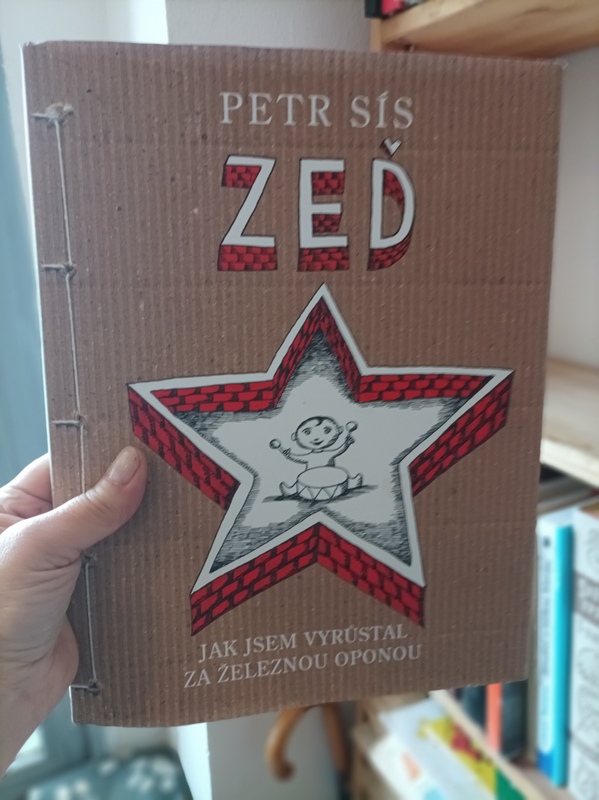 PETR SÍS
ZEĎ
JAK JSEM VYRŮSTAL
ZA ŽELEZNOU OPONOU